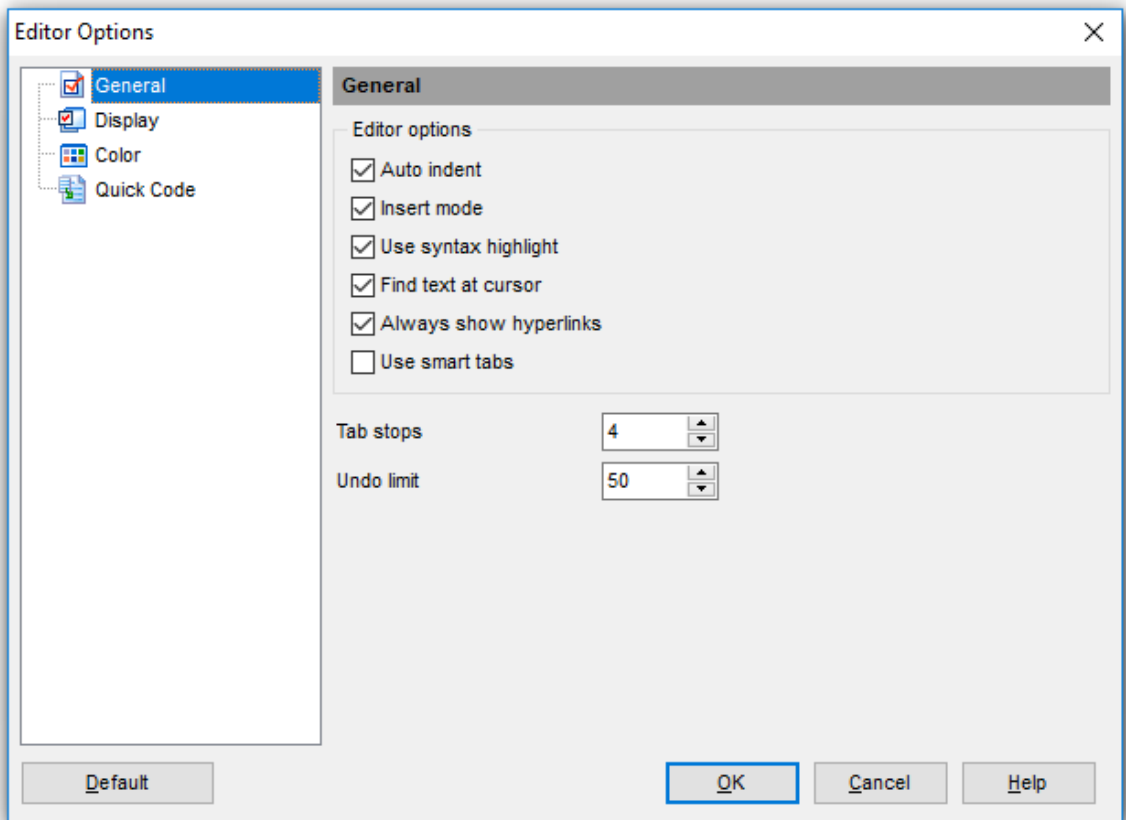 Editor Options
General
Display
Color
Quick Code
General
Editor options
Auto indent
Insert mode
Use syntax highlight
Find text at cursor
Always show hyperlinks
Use smart tabs
Tab stops 4
Undo limit 50
Default OK Cancel Help